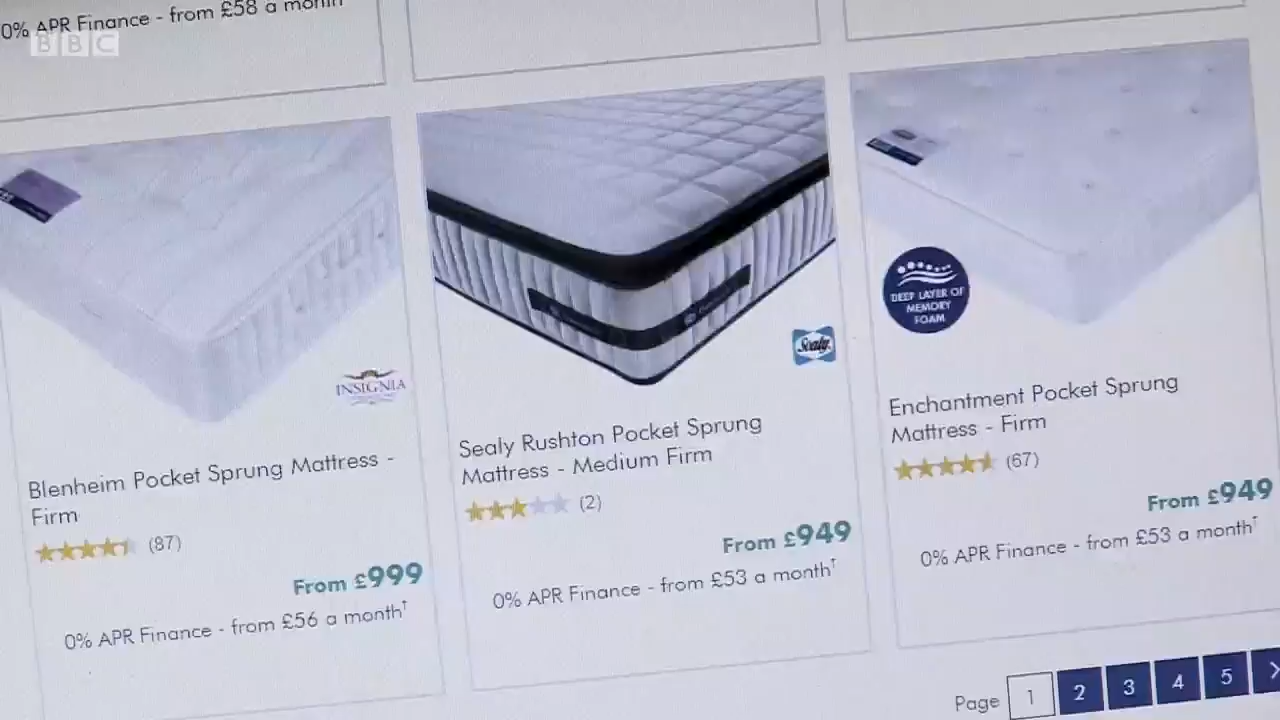 0% APR Finance - from £58 a month
BBC
INSIGNIA
Blenheim Pocket Sprung Mattress -
Firm
(87)
From £999
0% APR Finance - from £56 a month†
Sealy
Sealy Rushton Pocket Sprung
Mattress - Medium Firm
(2)
From £949
0% APR Finance - from £53 a month†
DEEP LAYER OF
MEMORY
FOAM
Enchantment Pocket Sprung
Mattress - Firm
(67)
From £949
0% APR Finance - from £53 a month†
Page 1 2 3 4 5 >